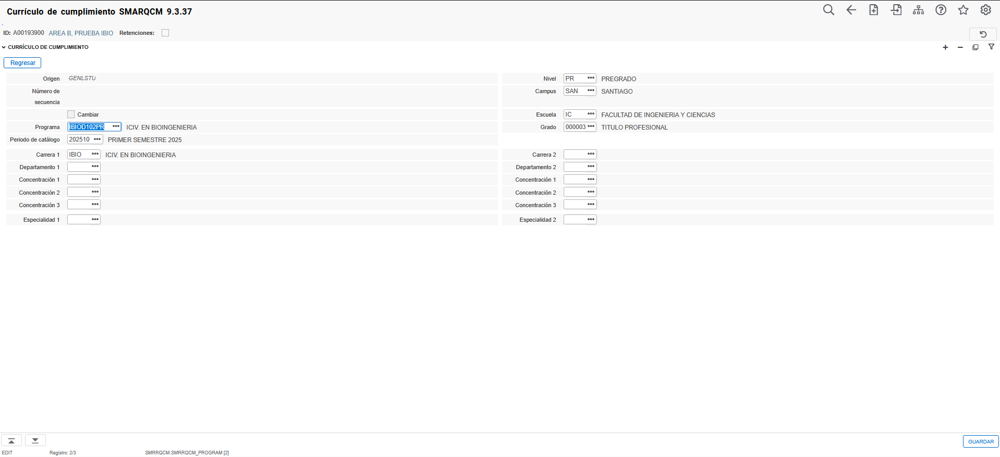 Currículo de cumplimiento SMARQCM 9.3.37
ID: A00193900 AREA B, PRUEBA IBIO Retenciones:
CURRÍCULO DE CUMPLIMIENTO
Regresar
Origen GENLSTU Nivel PR PREGRADO
Número de secuencia Campus SAN SANTIAGO
Cambiar Escuela IC FACULTAD DE INGENIERIA Y CIENCIAS
Programa IBIOD102PR ICIV. EN BIOINGENIERIA Grado 000003 TITULO PROFESIONAL
Periodo de catálogo 202510 PRIMER SEMESTRE 2025
Carrera 1 IBIO ICIV. EN BIOINGENIERIA Carrera 2
Departamento 1 Departamento 2
Concentración 1 Concentración 1
Concentración 2 Concentración 2
Concentración 3 Concentración 3
Especialidad 1 Especialidad 2
GUARDAR
EDIT Registro: 2/3 SMRRQCM.SMRRQCM_PROGRAM [2]